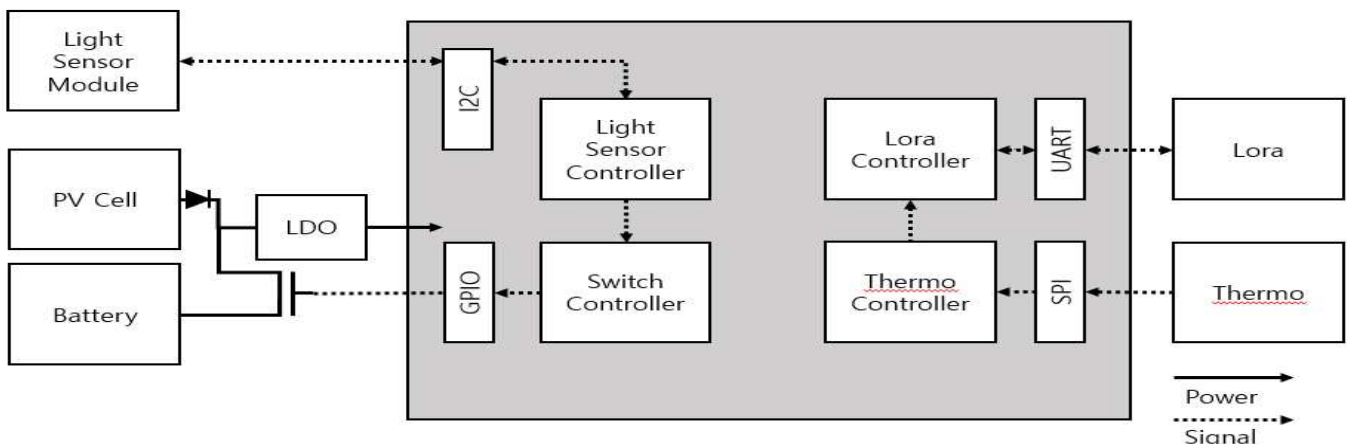 Light
Sensor
Module
I2C
Light
Sensor
Controller
Lora
Controller
UART
Lora
PV Cell
LDO
Battery
GPIO
Switch
Controller
Thermo
Controller
SPI
Thermo
Power
Signal